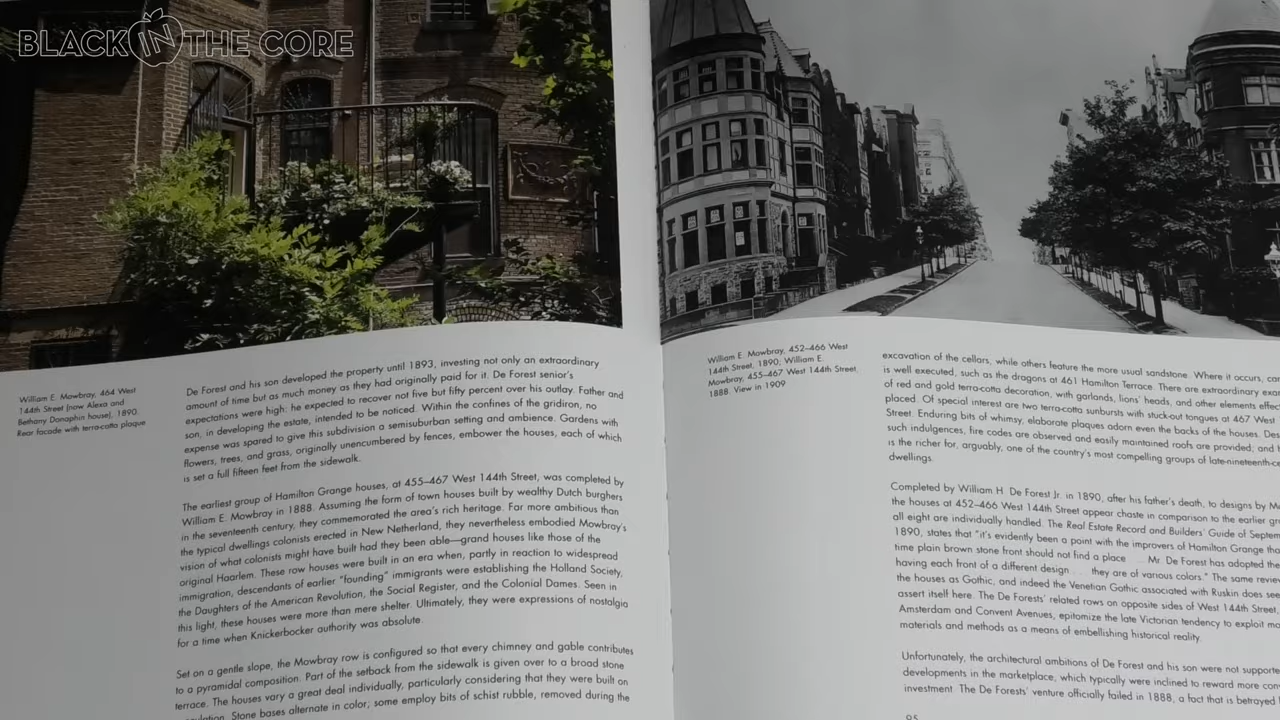 BLACK IN THE CORE
William E. Mowbray, 464 West
144th Street (now Alexa and
Bethany Donaphin house), 1890.
Rear facade with terra-cotta plaque
De Forest and his son developed the property until 1893, investing not only an extraordinary
amount of time but as much money as they had originally paid for it. De Forest senior's
expectations were high: he expected to recover not five but fifty percent over his outlay. Father and
son, in developing the estate, intended to be noticed. Within the confines of the gridiron, no
expense was spared to give this subdivision a semisuburban setting and ambience. Gardens with
flowers, trees, and grass, originally unencumbered by fences, embower the houses, each of which
is set a full fifteen feet from the sidewalk.
The earliest group of Hamilton Grange houses, at 455–467 West 144th Street, was completed by
William E. Mowbray in 1888. Assuming the form of town houses built by wealthy Dutch burghers
in the seventeenth century, they commemorated the area's rich heritage. Far more ambitious than
the typical dwellings colonists erected in New Netherland, they nevertheless embodied Mowbray's
vision of what colonists might have built had they been able—grand houses like those of the
original Haarlem. These row houses were built in an era when, partly in reaction to widespread
immigration, descendants of earlier "founding" immigrants were establishing the Holland Society,
the Daughters of the American Revolution, the Social Register, and the Colonial Dames. Seen in
this light, these houses were more than mere shelter. Ultimately, they were expressions of nostalgia
for a time when Knickerbocker authority was absolute.
Set on a gentle slope, the Mowbray row is configured so that every chimney and gable contributes
to a pyramidal composition. Part of the setback from the sidewalk is given over to a broad stone
terrace. The houses vary a great deal individually, particularly considering that they were built on
Stone bases alternate in color; some employ bits of schist rubble, removed during the
William E. Mowbray, 452–466 West
144th Street, 1890; William E.
Mowbray, 455–467 West 144th Street,
1888. View in 1909
excavation of the cellars, while others feature the more usual sandstone. Where it occurs,
is well executed, such as the dragons at 461 Hamilton Terrace. There are extraordinary
of red and gold terra-cotta decoration, with garlands, lions' heads, and other elements
placed. Of special interest are two terra-cotta sunbursts with stuck-out tongues at 467 West
Street. Enduring bits of whimsy, elaborate plaques adorn even the backs of the houses.
such indulgences, fire codes are observed and easily maintained roofs are provided; and
is the richer for, arguably, one of the country's most compelling groups of
dwellings.
Completed by William H. De Forest Jr. in 1890, after his father's death, to designs by
the houses at 452–466 West 144th Street appear chaste in comparison to the earlier
all eight are individually handled. The Real Estate Record and Builders' Guide of
1890, states that "it's evidently been a point with the improvers of Hamilton Grange
time plain brown stone front should not find a place . . . Mr. De Forest has adopted the
having each front of a different design . . . they are of various colors." The same
the houses as Gothic, and indeed the Venetian Gothic associated with Ruskin does
assert itself here. The De Forests' related rows on opposite sides of West 144th Street,
Amsterdam and Convent Avenues, epitomize the late Victorian tendency to exploit
materials and methods as a means of embellishing historical reality.
Unfortunately, the architectural ambitions of De Forest and his son were not
developments in the marketplace, which typically were inclined to reward more
investment. The De Forests' venture officially failed in 1888, a fact that is betrayed
95